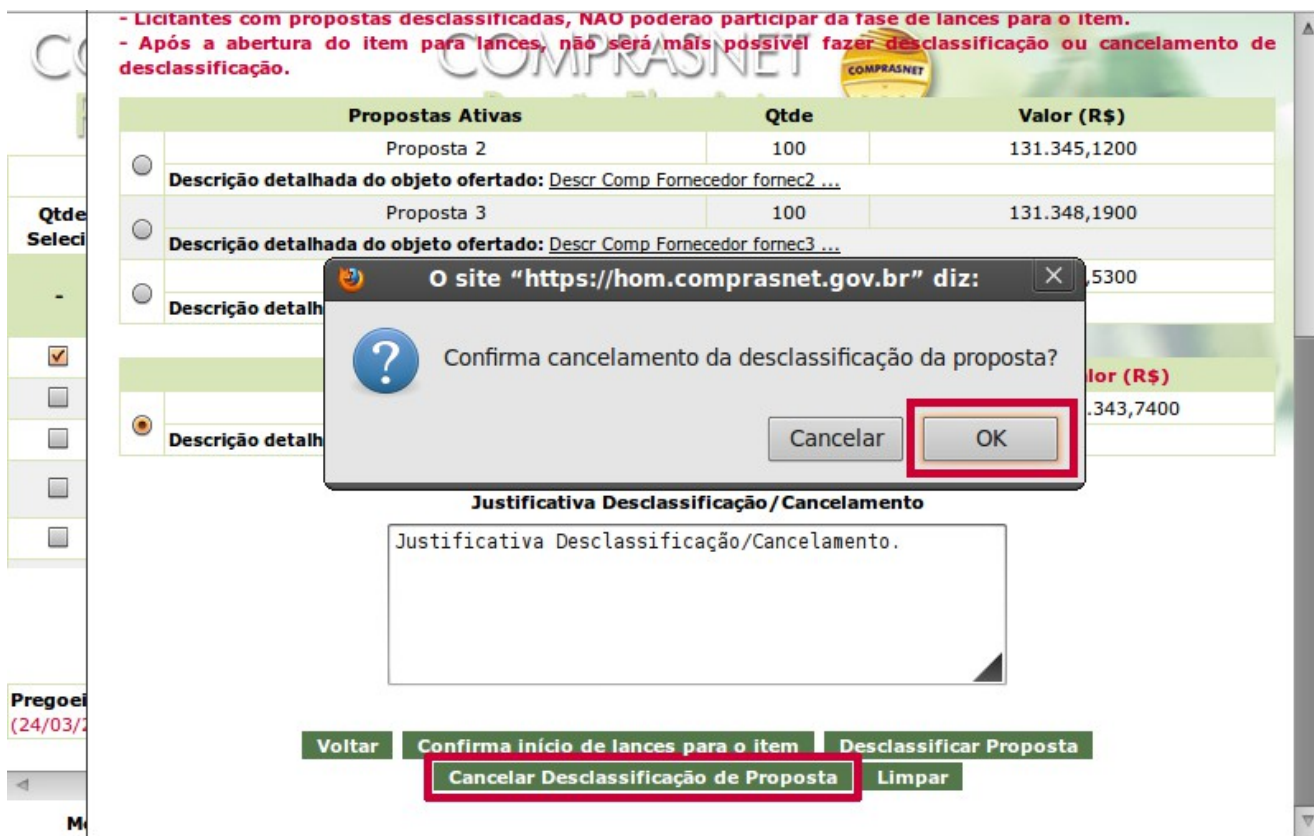 - Licitantes com propostas desclassificadas, NÃO poderão participar da fase de lances para o item.
- Após a abertura do item para lances, não será mais possível fazer desclassificação ou cancelamento de
desclassificação.
COMPRASNET
COMPRASNET
Propostas Ativas Qtde Valor (R$)
Proposta 2 100 131.345,1200
Descrição detalhada do objeto ofertado: Descr Comp Fornecedor fornec2 ...
Qtde
Seleci
Proposta 3 100 131.348,1900
Descrição detalhada do objeto ofertado: Descr Comp Fornecedor fornec3 ...
O site “https://hom.comprasnet.gov.br” diz:
,5300
-
Descrição detalh
Confirma cancelamento da desclassificação da proposta?
lor (R$)
.343,7400
Descrição detalh
Cancelar OK
Justificativa Desclassificação/Cancelamento
Justificativa Desclassificação/Cancelamento.
Pregoei
(24/03/2
Voltar Confirma início de lances para o item Desclassificar Proposta
Cancelar Desclassificação de Proposta Limpar